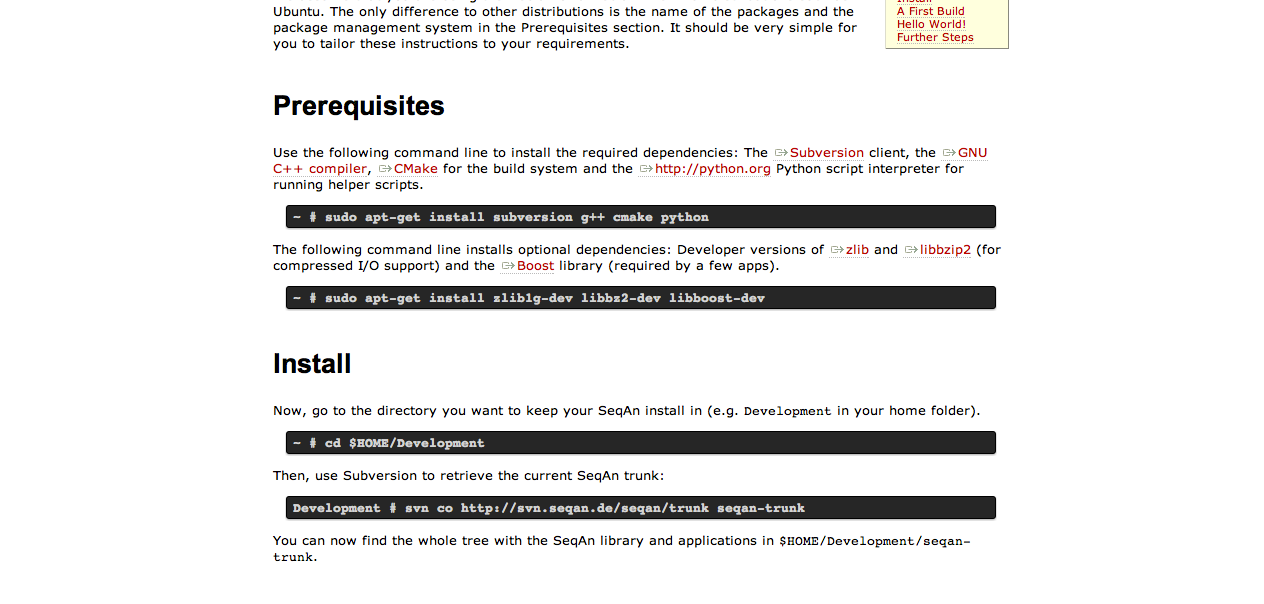 Ubuntu. The only difference to other distributions is the name of the packages and the
package management system in the Prerequisites section. It should be very simple for
you to tailor these instructions to your requirements.
Install
A First Build
Hello World!
Further Steps
Prerequisites
Use the following command line to install the required dependencies: The Subversion client, the GNU
C++ compiler, CMake for the build system and the http://python.org Python script interpreter for
running helper scripts.
~ # sudo apt-get install subversion g++ cmake python
The following command line installs optional dependencies: Developer versions of zlib and libbzip2 (for
compressed I/O support) and the Boost library (required by a few apps).
~ # sudo apt-get install zlib1g-dev libbz2-dev libboost-dev
Install
Now, go to the directory you want to keep your SeqAn install in (e.g. Development in your home folder).
~ # cd $HOME/Development
Then, use Subversion to retrieve the current SeqAn trunk:
Development # svn co http://svn.seqan.de/seqan/trunk seqan-trunk
You can now find the whole tree with the SeqAn library and applications in $HOME/Development/seqan-
trunk.